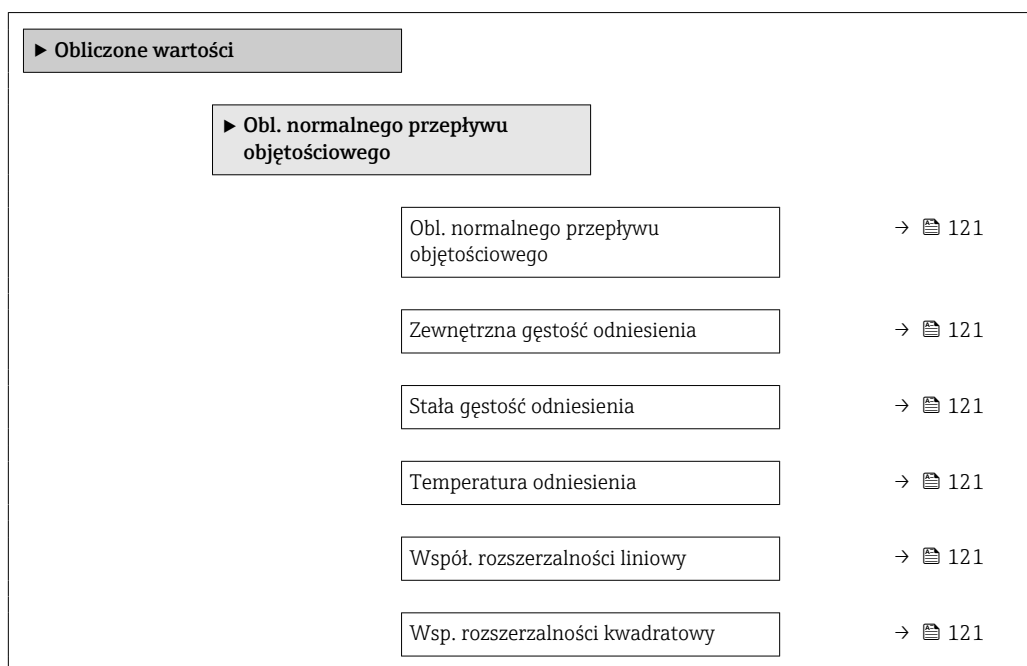 ▶ Obliczone wartości
▶ Obl. normalnego przepływu
objętościowego
Obl. normalnego przepływu → 121
objętościowego
Zewnętrzna gęstość odniesienia → 121
Stała gęstość odniesienia → 121
Temperatura odniesienia → 121
Współ. rozszerzalności liniowy → 121
Wsp. rozszerzalności kwadratowy → 121